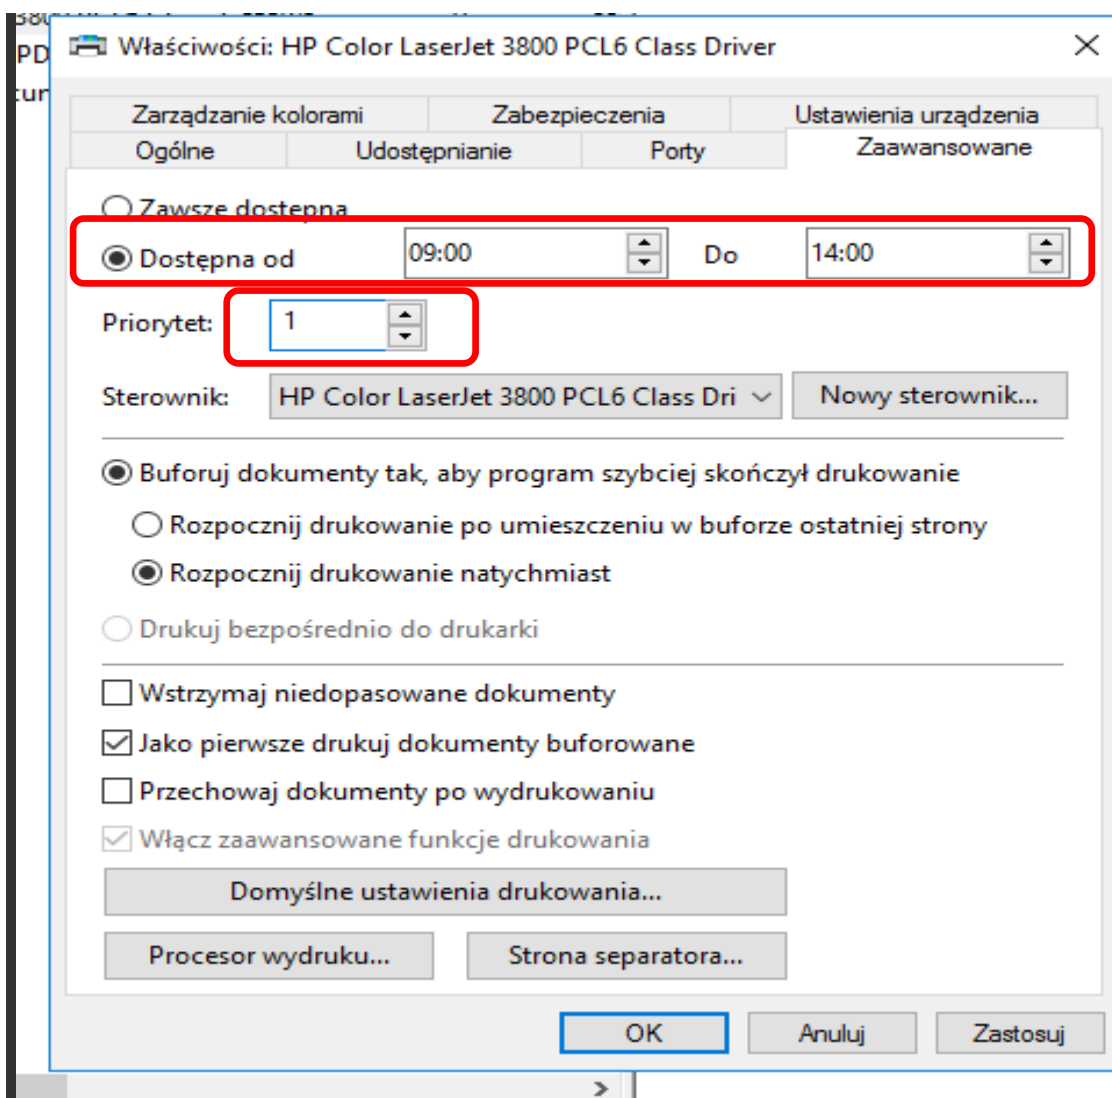 PD
Właściwości: HP Color LaserJet 3800 PCL6 Class Driver
Zarządzanie kolorami Zabezpieczenia Ustawienia urządzenia
Ogólne Udostępnianie Porty Zaawansowane
Zawsze dostępna
Dostępna od 09:00 Do 14:00
Priorytet: 1
Sterownik: HP Color LaserJet 3800 PCL6 Class Dri Nowy sterownik...
Buforuj dokumenty tak, aby program szybciej skończył drukowanie
Rozpocznij drukowanie po umieszczeniu w buforze ostatniej strony
Rozpocznij drukowanie natychmiast
Drukuj bezpośrednio do drukarki
Wstrzymaj niedopasowane dokumenty
Jako pierwsze drukuj dokumenty buforowane
Przechowaj dokumenty po wydrukowaniu
Włącz zaawansowane funkcje drukowania
Domyślne ustawienia drukowania...
Procesor wydruku... Strona separatora...
OK Anuluj Zastosuj